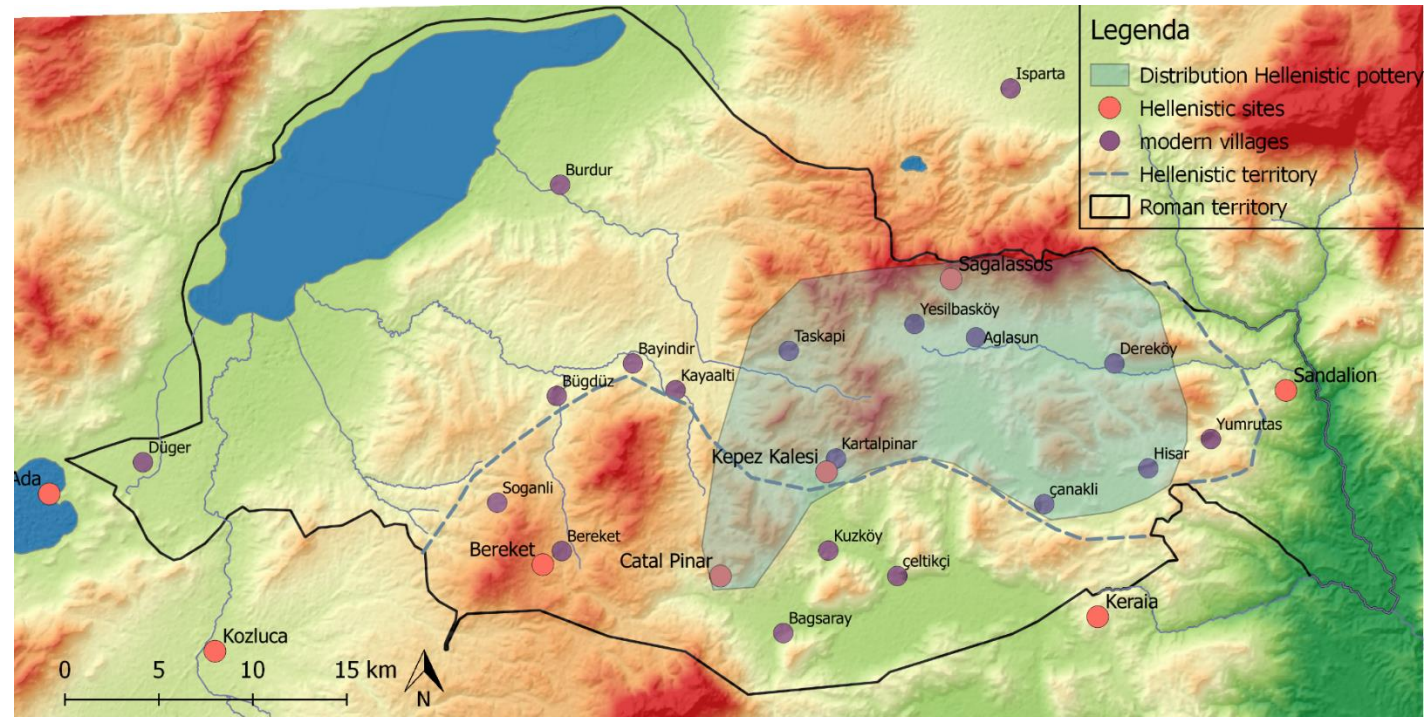 Legenda
Distribution Hellenistic pottery
Hellenistic sites
modern villages
Hellenistic territory
Roman territory
Isparta
Burdur
Sagalassos
Yesilbasköy
Aglasun
Taskapi
Dereköy
Bayindir
Kayaalti
Bügdüz
Sandalion
Yumrutas
Kartalpinar
Kepez Kalesi
Hisar
Düger
Ada
Soganli
çanakli
Bereket
Bereket
Catal Pinar
Kuzköy
çeltikçi
Keraia
Bagsaray
Kozluca
0 5 10 15 km
N